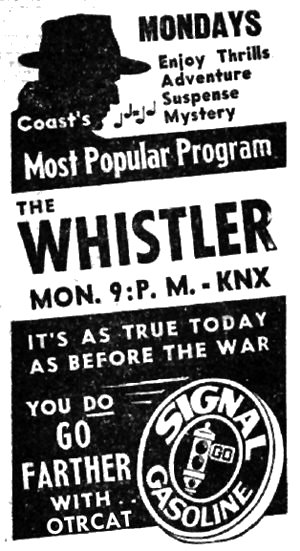 MONDAYS
Enjoy Thrills
Adventure
Suspense
Mystery
Coast's
Most Popular Program
THE
WHISTLER
MON. 9:P. M. - KNX
IT'S AS TRUE TODAY
AS BEFORE THE WAR
YOU DO
GO
FARTHER
WITH . .
OTRCAT
SIGNAL
GO
GASOLINE